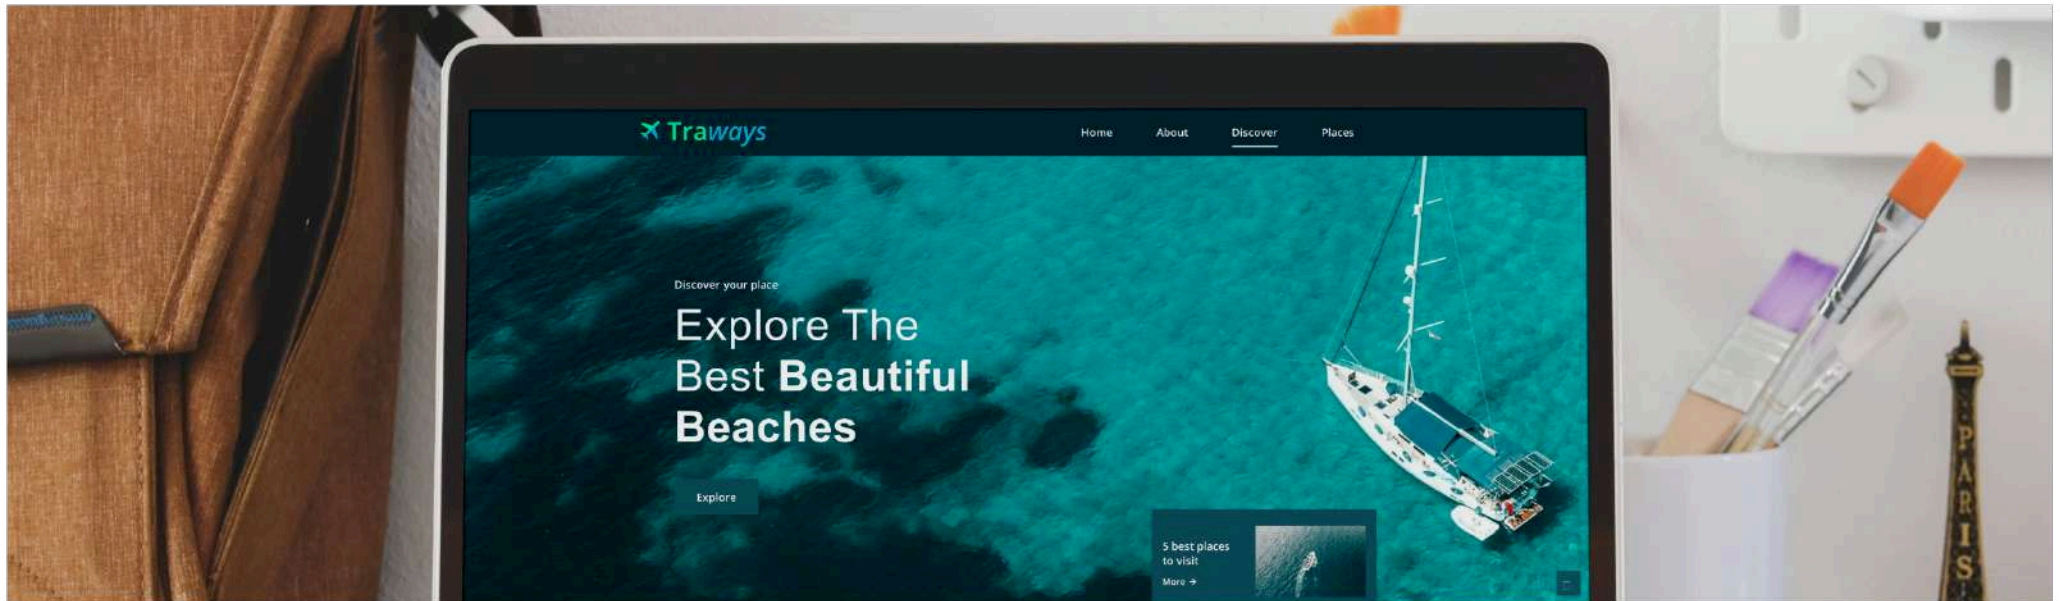 Traways
Home About Discover Places
Discover your place
Explore The
Best Beautiful
Beaches
Explore
5 best places
to visit
More →
PARIS